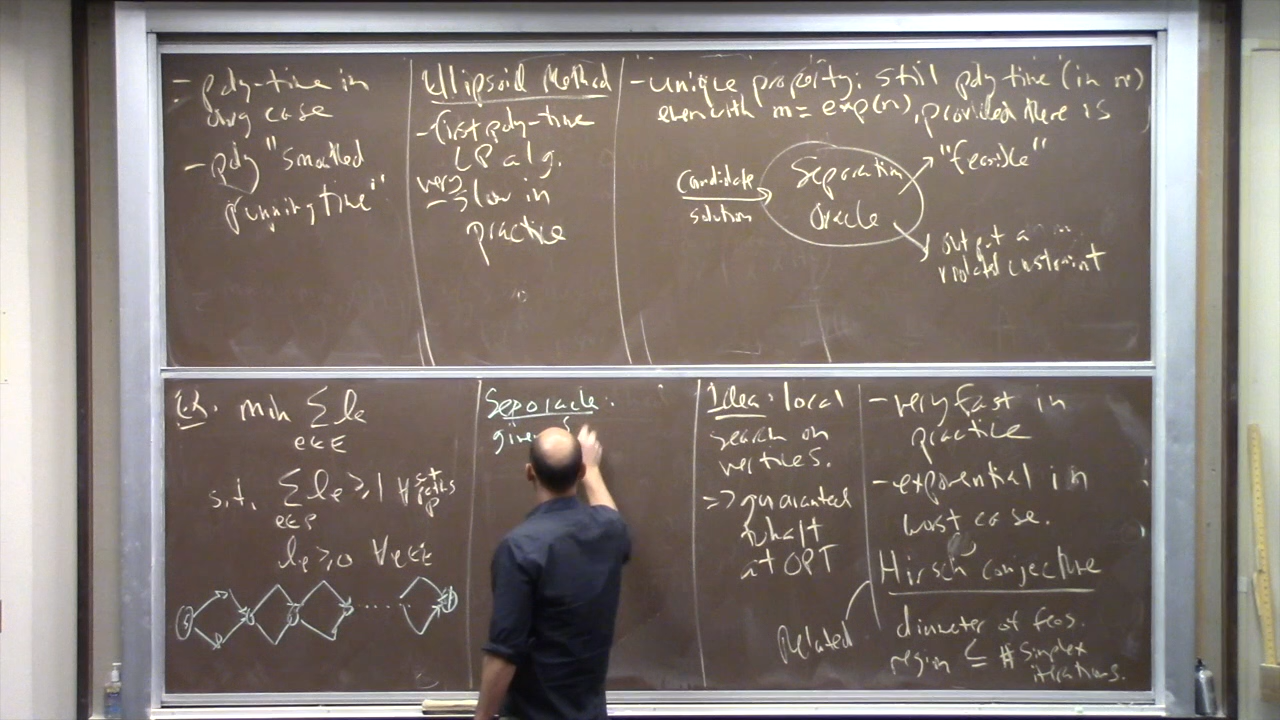 - poly-time in
avg case
- poly "smoothed
running time"
Ellipsoid Method
- first poly-time
LP alg.
very
- slow in
practice
- unique property: still poly time (in n)
even with m = exp(n), provided there is
candidate
solution
Separation
Oracle
"feasible"
output a
violated constraint
Ex: min ∑ le
e∈E
s.t. ∑ le ≥ 1 ∀ s-t paths P
e∈P
le ≥ 0 ∀e∈E
s
t
Sep oracle:
given
Idea: local
search on
vertices.
=> guaranteed
to halt
at OPT
- very fast in
practice
- exponential in
worst case.
Hirsch conjecture
Related
diameter of feas.
region ≤ # simplex
iterations.